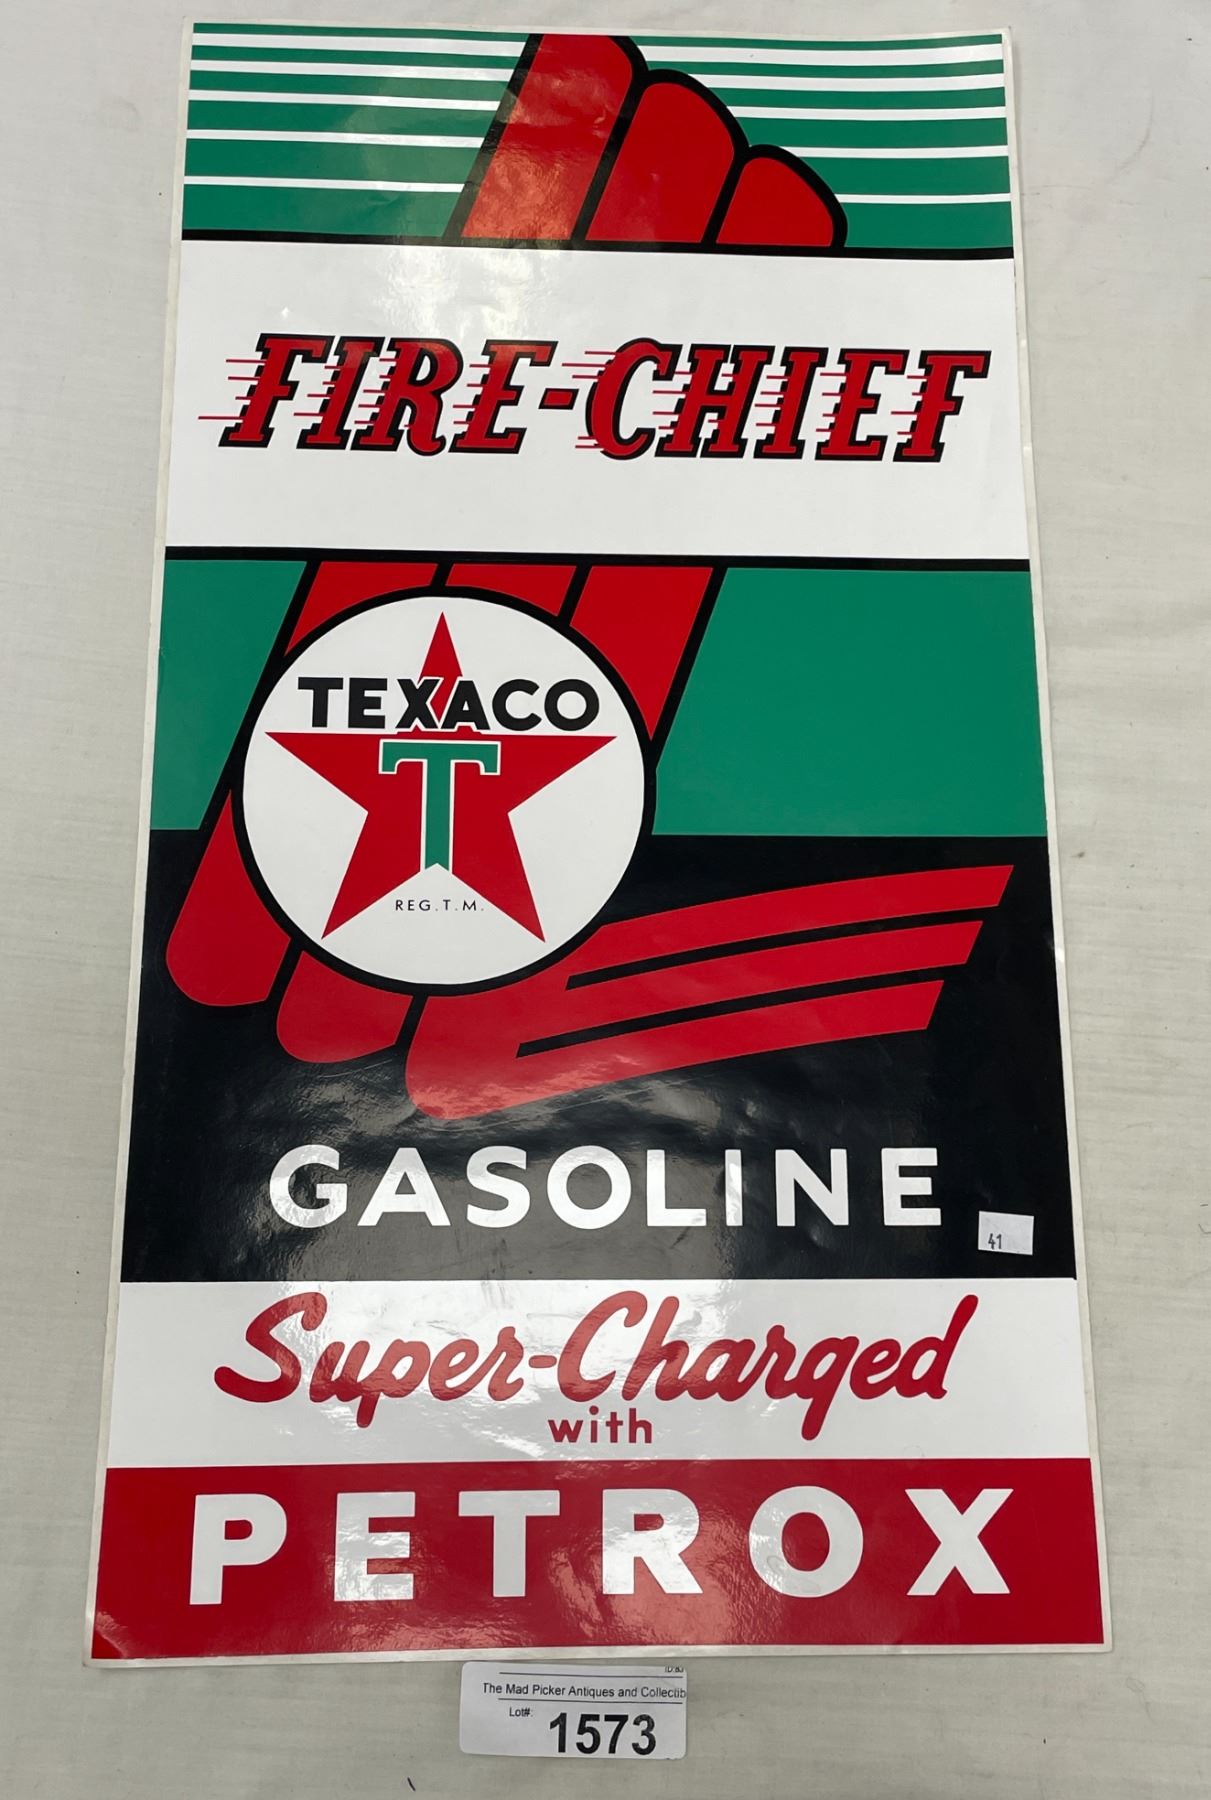 FIRE-CHIEF
TEXACO
T
REG. T. M.
GASOLINE
41
Super-Charged
with
PETROX
The Mad Picker Antiques and Collectib
Lot#:
1573